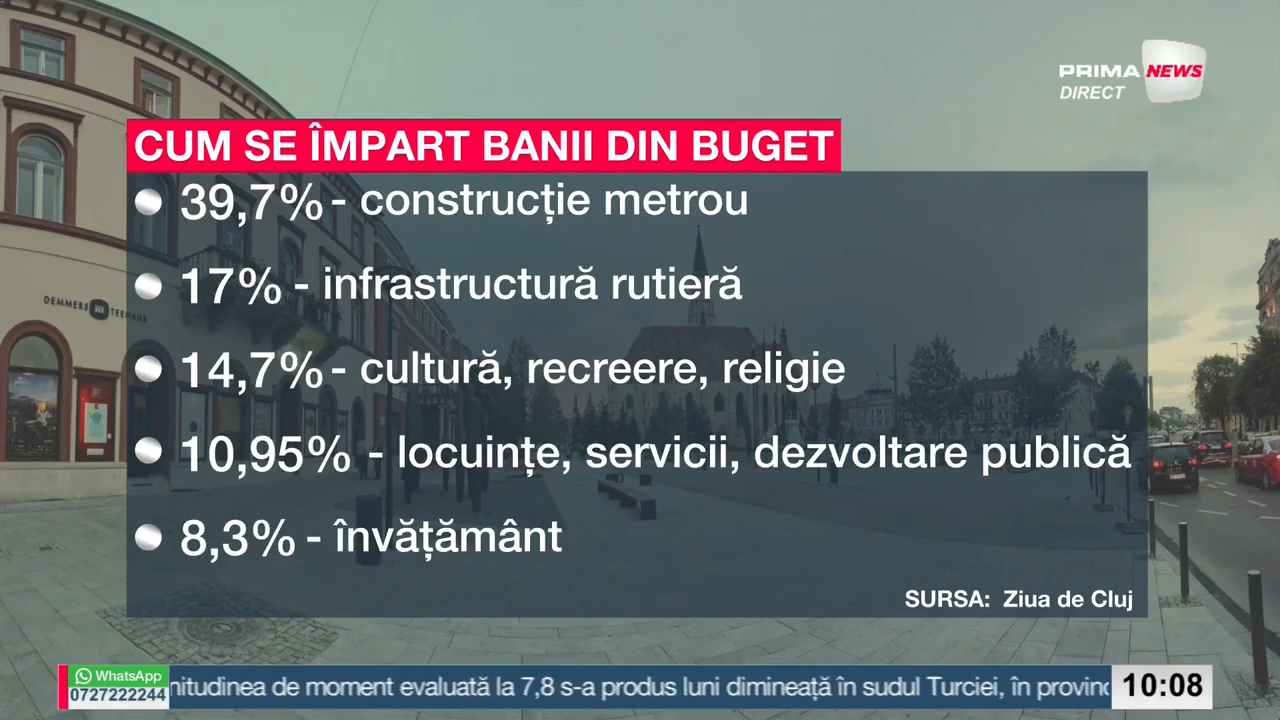 PRIMA NEWS
DIRECT
CUM SE ÎMPART BANII DIN BUGET
39,7% - construcție metrou
17% - infrastructură rutieră
14,7% - cultură, recreere, religie
10,95% - locuințe, servicii, dezvoltare publică
8,3% - învățământ
SURSA: Ziua de Cluj
DEMMERS TEEHAUS
WhatsApp
0727222244
nitudinea de moment evaluată la 7,8 s-a produs luni dimineață în sudul Turciei, în provinc
10:08